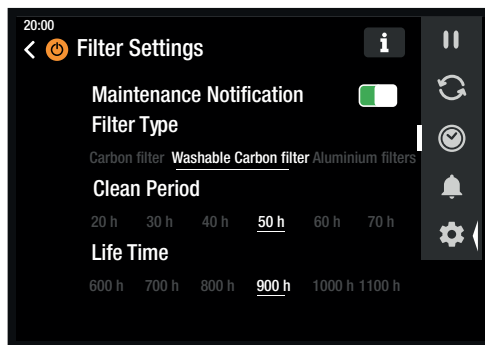 20:00
Filter Settings
i
Maintenance Notification
Filter Type
Carbon filter Washable Carbon filter Aluminium filters
Clean Period
20 h 30 h 40 h 50 h 60 h 70 h
Life Time
600 h 700 h 800 h 900 h 1000 h 1100 h